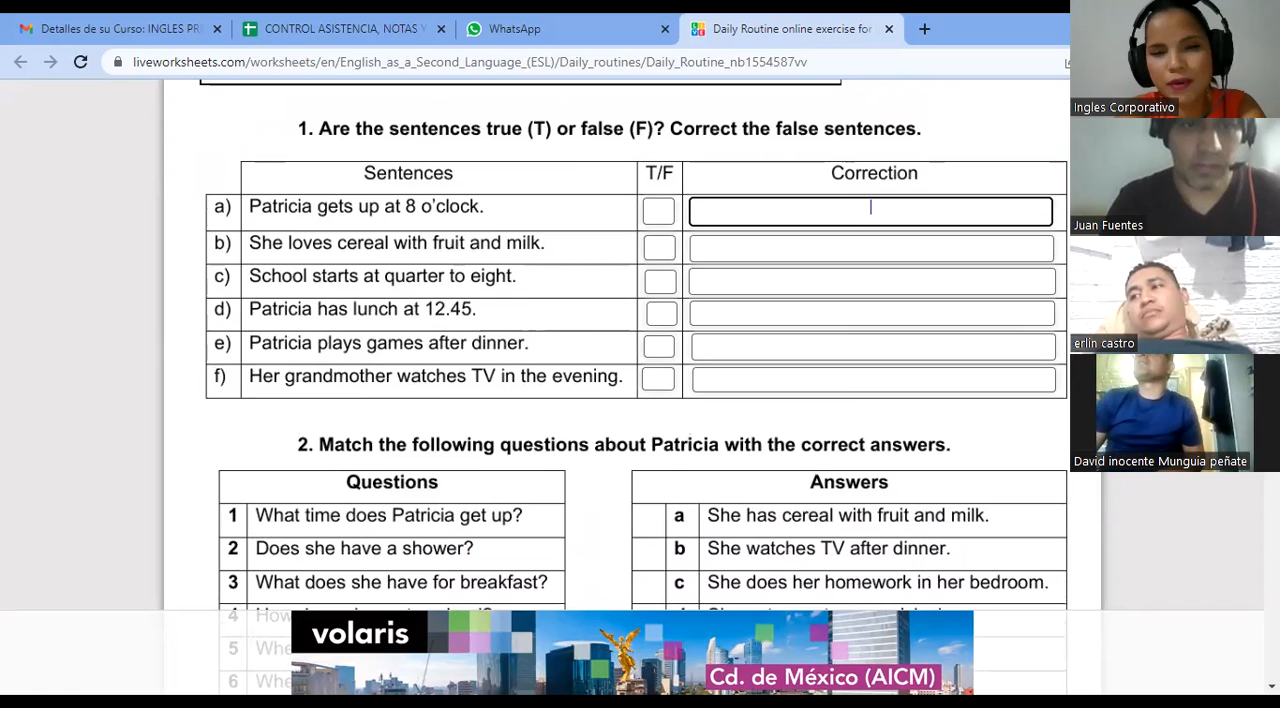 Detalles de su Curso: INGLES PR
CONTROL ASISTENCIA, NOTAS Y
WhatsApp
Daily Routine online exercise for
liveworksheets.com/worksheets/en/English_as_a_Second_Language_(ESL)/Daily_routines/Daily_Routine_nb1554587vv
Ingles Corporativo
Juan Fuentes
erlin castro
David inocente Munguia peñate
1. Are the sentences true (T) or false (F)? Correct the false sentences.
Sentences T/F Correction
a) Patricia gets up at 8 o'clock.
b) She loves cereal with fruit and milk.
c) School starts at quarter to eight.
d) Patricia has lunch at 12.45.
e) Patricia plays games after dinner.
f) Her grandmother watches TV in the evening.
2. Match the following questions about Patricia with the correct answers.
Questions Answers
1 What time does Patricia get up? a She has cereal with fruit and milk.
2 Does she have a shower? b She watches TV after dinner.
3 What does she have for breakfast? c She does her homework in her bedroom.
4
5
6
volaris
Cd. de México (AICM)